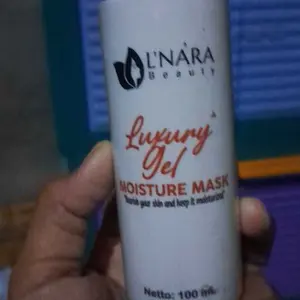 L'NARA
Beauty
Luxury
gel
MOISTURE MASK
"Nourish your skin and keep it moisturized"
Netto: 100 ml.